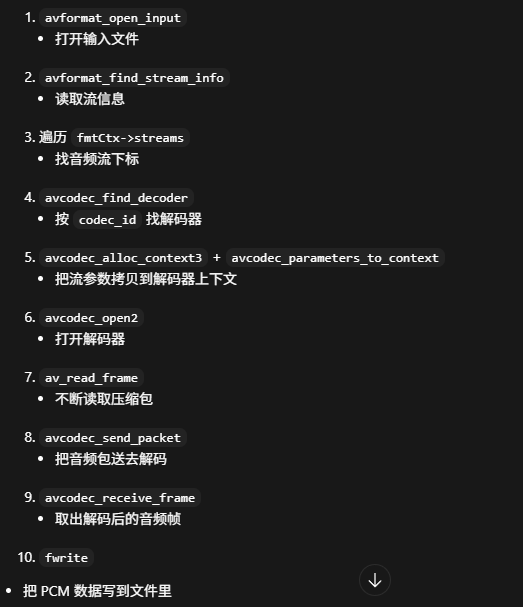 1. avformat_open_input
• 打开输入文件
2. avformat_find_stream_info
• 读取流信息
3. 遍历 fmtCtx->streams
• 找音频流下标
4. avcodec_find_decoder
• 按 codec_id 找解码器
5. avcodec_alloc_context3 + avcodec_parameters_to_context
• 把流参数拷贝到解码器上下文
6. avcodec_open2
• 打开解码器
7. av_read_frame
• 不断读取压缩包
8. avcodec_send_packet
• 把音频包送去解码
9. avcodec_receive_frame
• 取出解码后的音频帧
10. fwrite
• 把 PCM 数据写到文件里